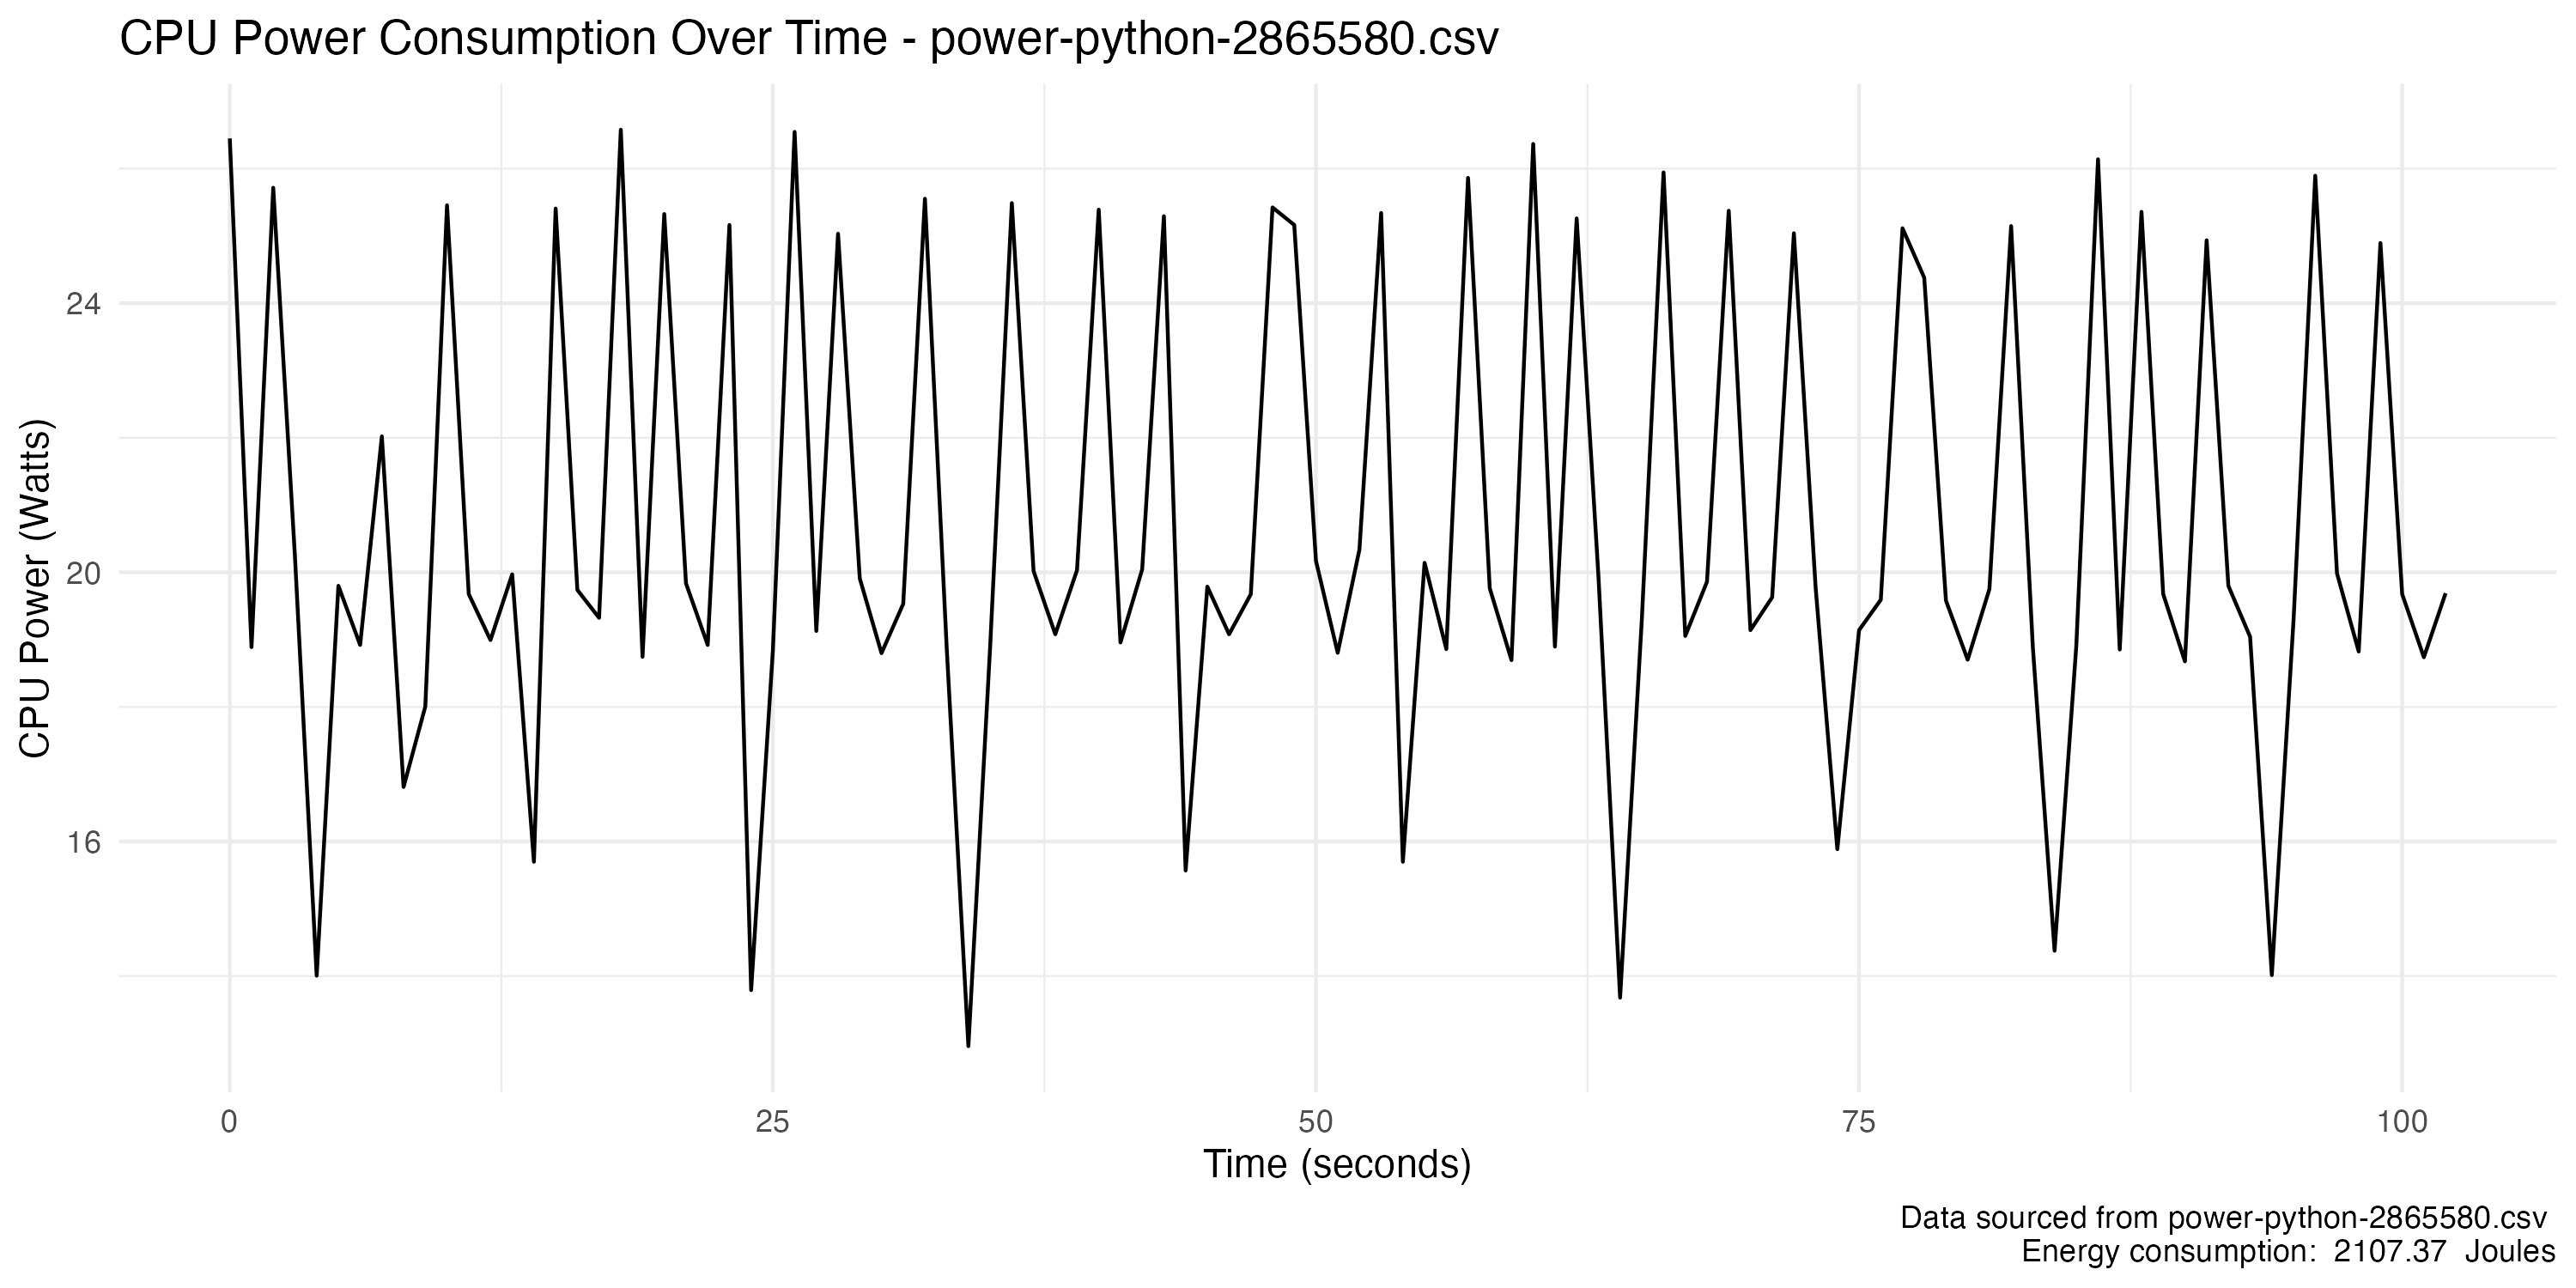 CPU Power Consumption Over Time - power-python-2865580.csv
CPU Power (Watts)
24
20
16
0 25 50 75 100
Time (seconds)
Data sourced from power-python-2865580.csv
Energy consumption: 2107.37 Joules